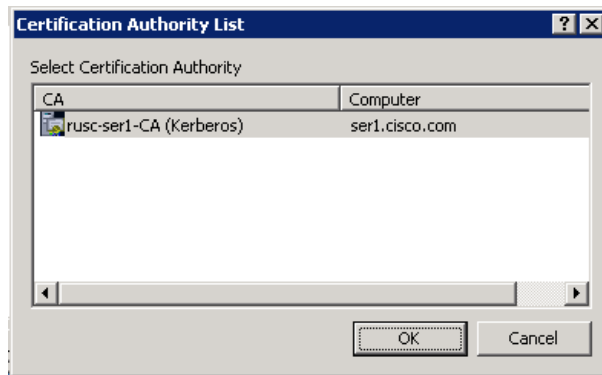 Certification Authority List
Select Certification Authority
CA Computer
rusc-ser1-CA (Kerberos) ser1.cisco.com
OK Cancel